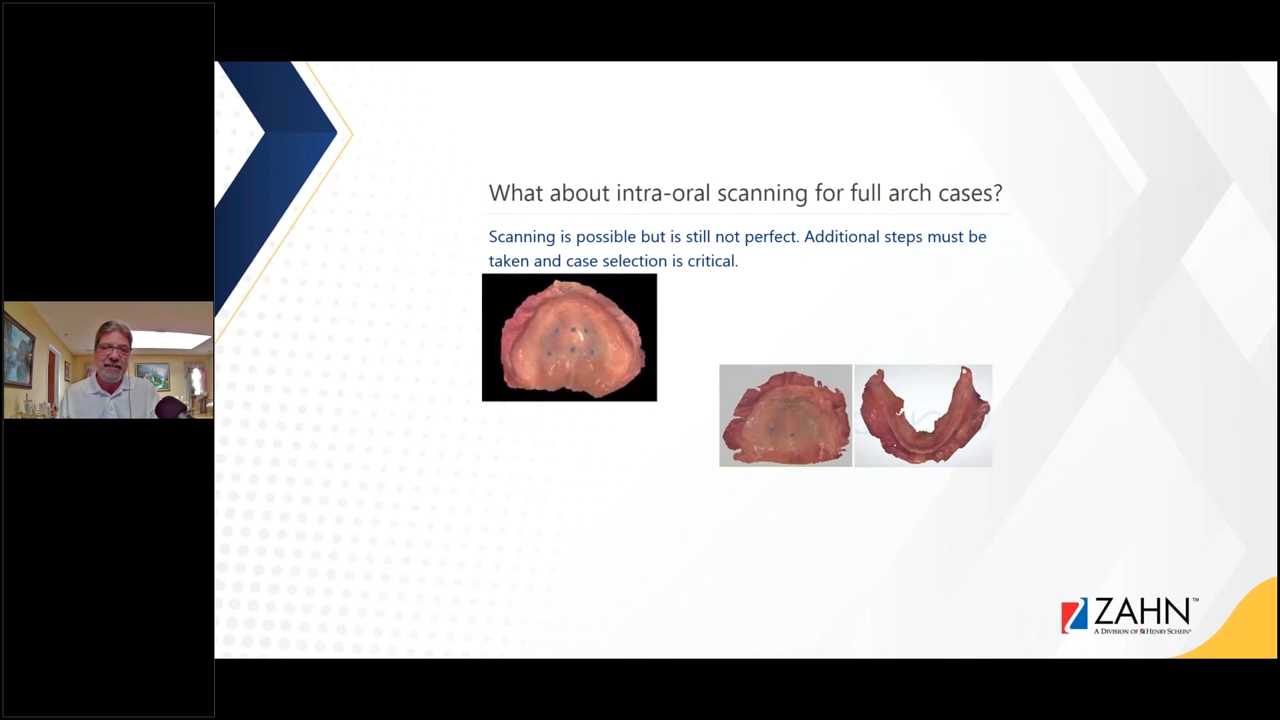 What about intra-oral scanning for full arch cases?
Scanning is possible but is still not perfect. Additional steps must be
taken and case selection is critical.
ZAHN™
A DIVISION OF HENRY SCHEIN®